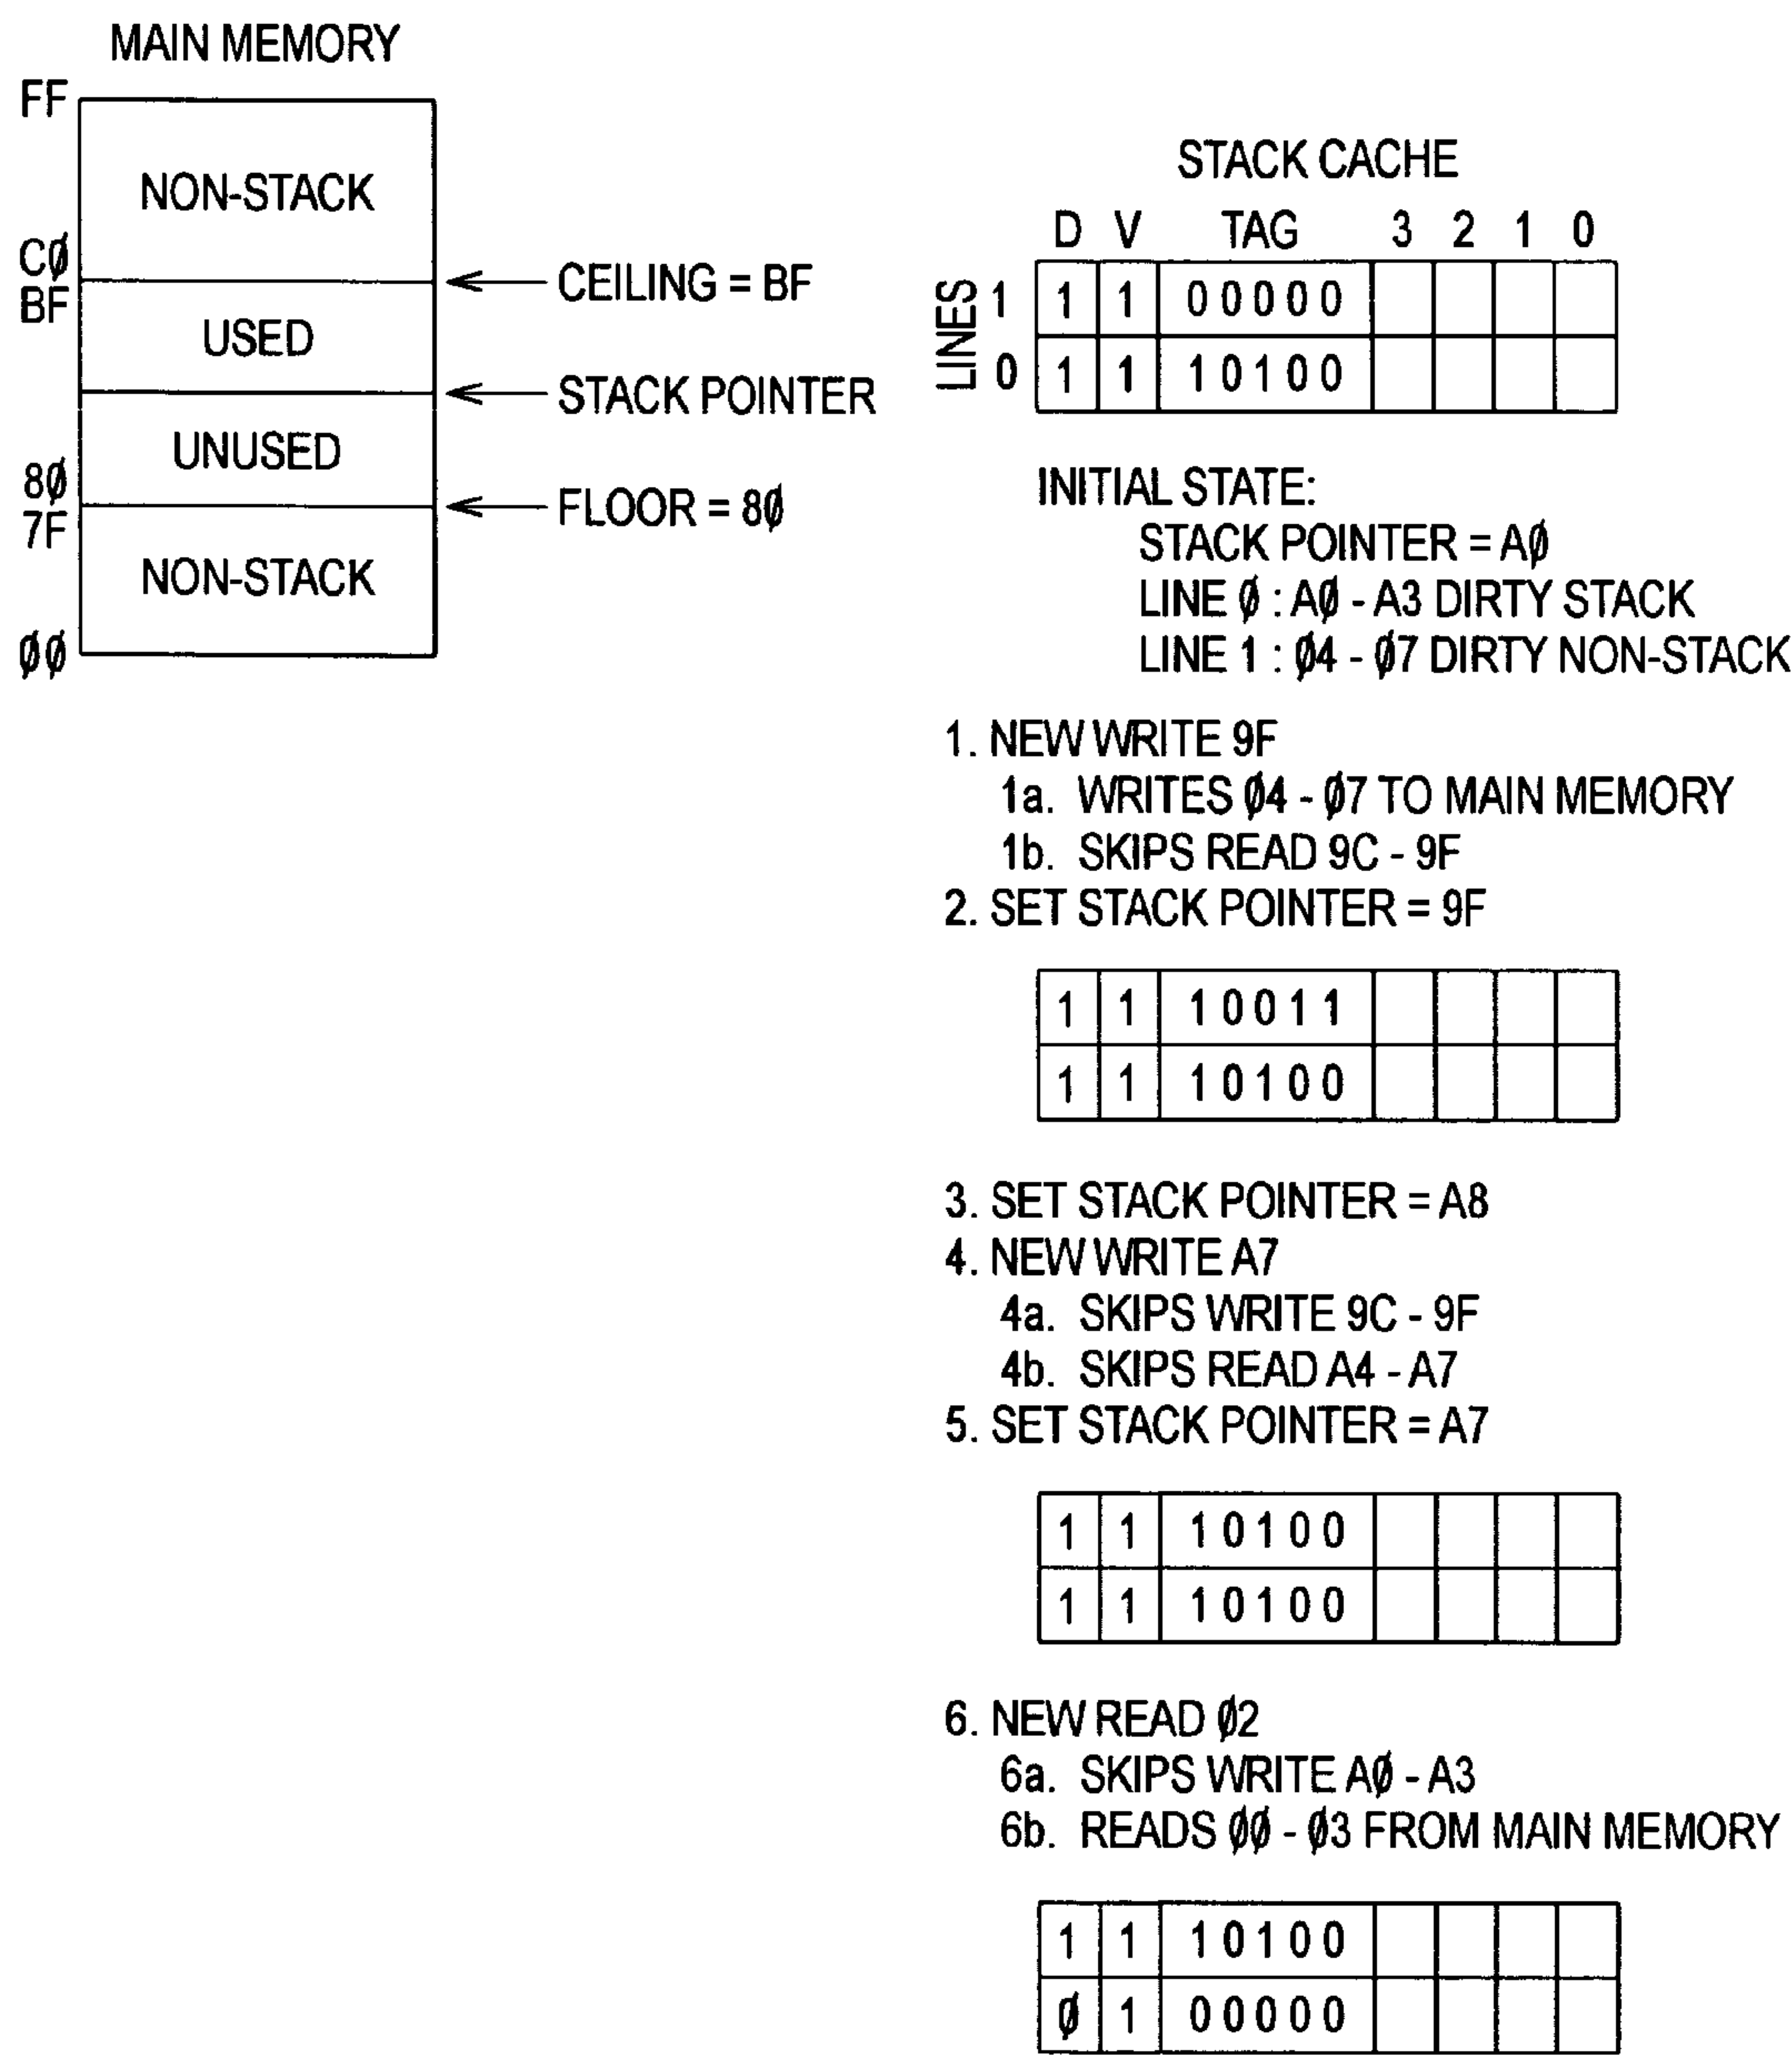 MAIN MEMORY
FF
NON-STACK
CØ
BF
CEILING = BF
USED
STACK POINTER
UNUSED
8Ø
7F
FLOOR = 8Ø
NON-STACK
ØØ
STACK CACHE
D V TAG 3 2 1 0
LINES
1 1 1 00000
0 1 1 10100
INITIAL STATE:
STACK POINTER = AØ
LINE Ø : AØ - A3 DIRTY STACK
LINE 1 : Ø4 - Ø7 DIRTY NON-STACK
1. NEW WRITE 9F
1a. WRITES Ø4 - Ø7 TO MAIN MEMORY
1b. SKIPS READ 9C - 9F
2. SET STACK POINTER = 9F
1 1 10011
1 1 10100
3. SET STACK POINTER = A8
4. NEW WRITE A7
4a. SKIPS WRITE 9C - 9F
4b. SKIPS READ A4 - A7
5. SET STACK POINTER = A7
1 1 10100
1 1 10100
6. NEW READ Ø2
6a. SKIPS WRITE AØ - A3
6b. READS ØØ - Ø3 FROM MAIN MEMORY
1 1 10100
Ø 1 00000